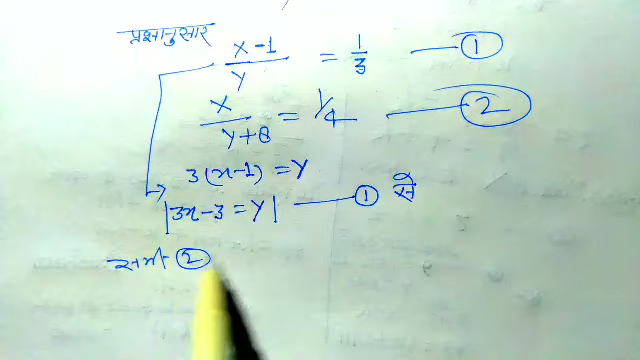 प्रश्नानुसार
x-1/y = 1/3 — ①
x/y+8 = 1/4 — ②
3(x-1) = y
|3x-3 = y| — ① से
समी ②